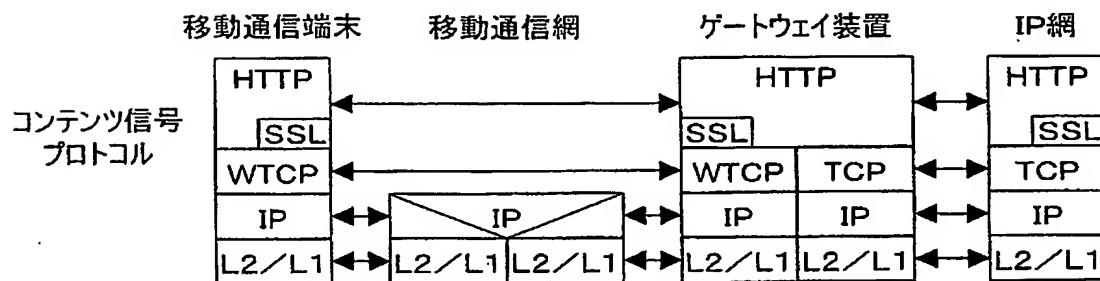 移動通信端末 移動通信網 ゲートウェイ装置 IP網
HTTP HTTP HTTP
コンテンツ信号
プロトコル
SSL SSL SSL
WTCP WTCP TCP TCP
IP IP IP IP IP
L2/L1 L2/L1 L2/L1 L2/L1 L2/L1 L2/L1